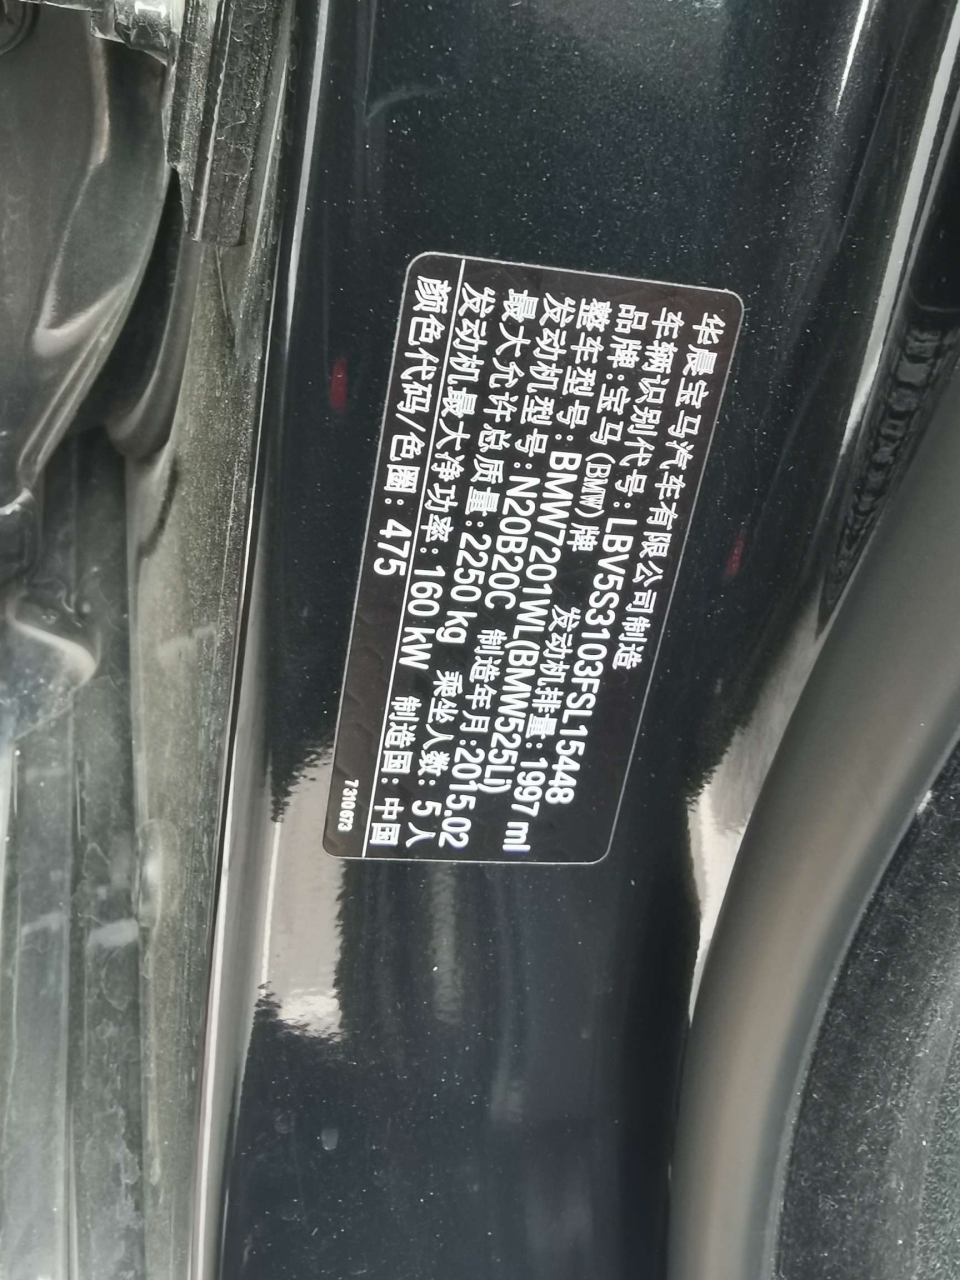 华晨宝马汽车有限公司制造
车辆识别代号:LBV5S3103FSL15448
品牌:宝马(BMW)牌 发动机排量:1997 ml
整车型号:BMW7201WL(BMW525Li)
发动机型号:N20B20C 制造年月:2015.02
最大允许总质量:2250 kg 乘坐人数:5人
发动机最大净功率:160 kW 制造国:中国
颜色代码/色圈:475
7310673